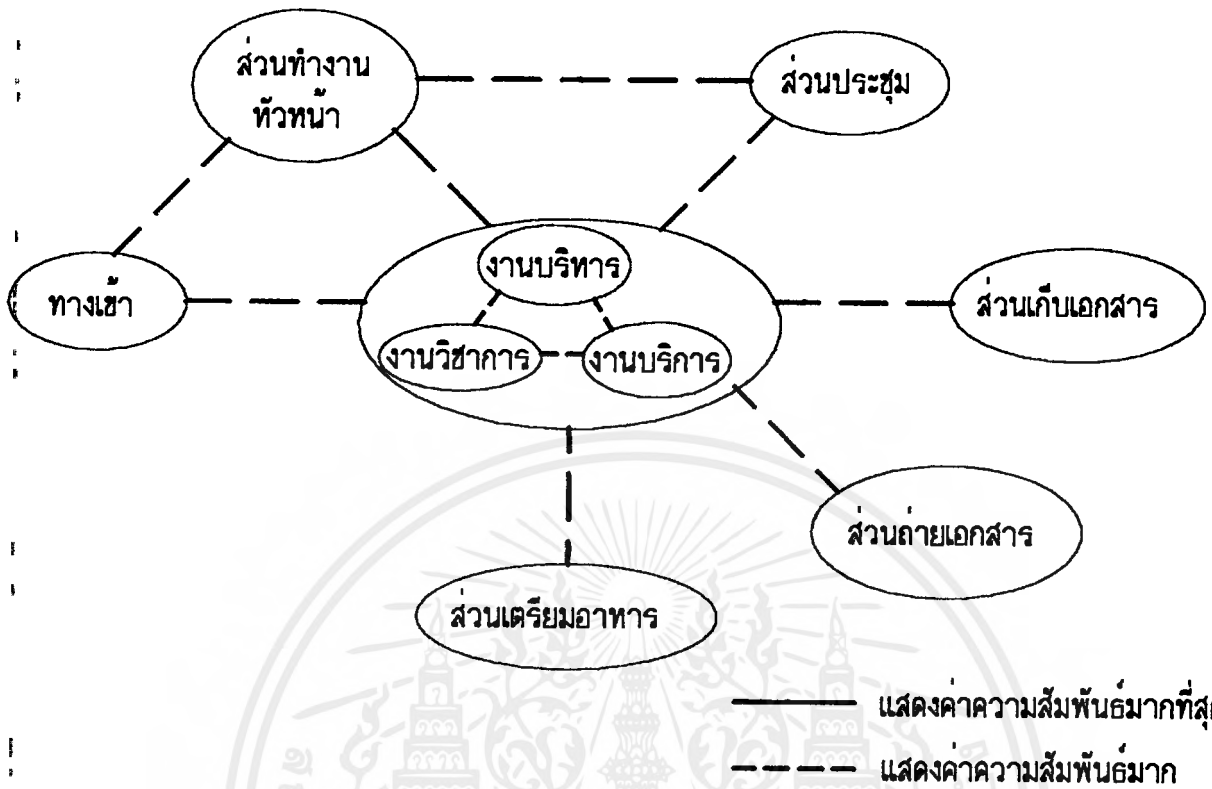 ส่วนทำงาน
หัวหน้า
ส่วนประชุม
งานบริหาร
ทางเข้า
ส่วนเก็บเอกสาร
งานวิชาการ
งานบริการ
ส่วนถ่ายเอกสาร
ส่วนเตรียมอาหาร
แสดงค่าความสัมพันธ์มากที่สุ
แสดงค่าความสัมพันธ์มาก